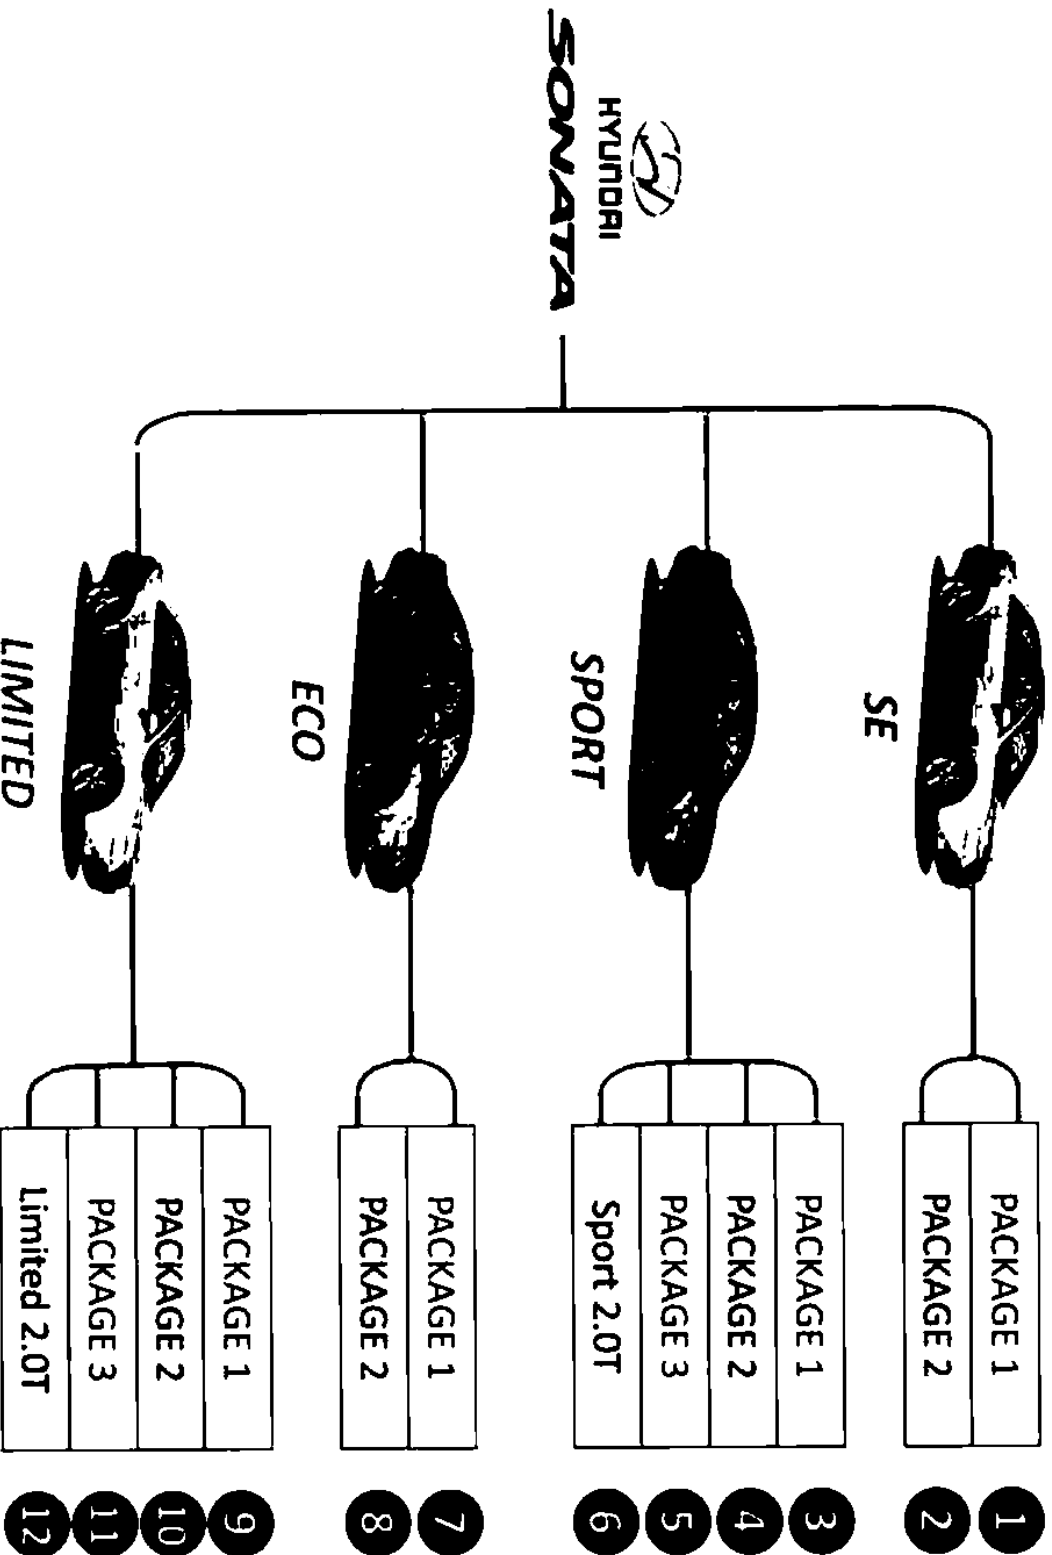 HYUNDAI
SONATA
SE
PACKAGE 1
1
PACKAGE 2
2
SPORT
PACKAGE 1
3
PACKAGE 2
4
PACKAGE 3
5
Sport 2.0T
6
ECO
PACKAGE 1
7
PACKAGE 2
8
LIMITED
PACKAGE 1
9
PACKAGE 2
10
PACKAGE 3
11
Limited 2.0T
12